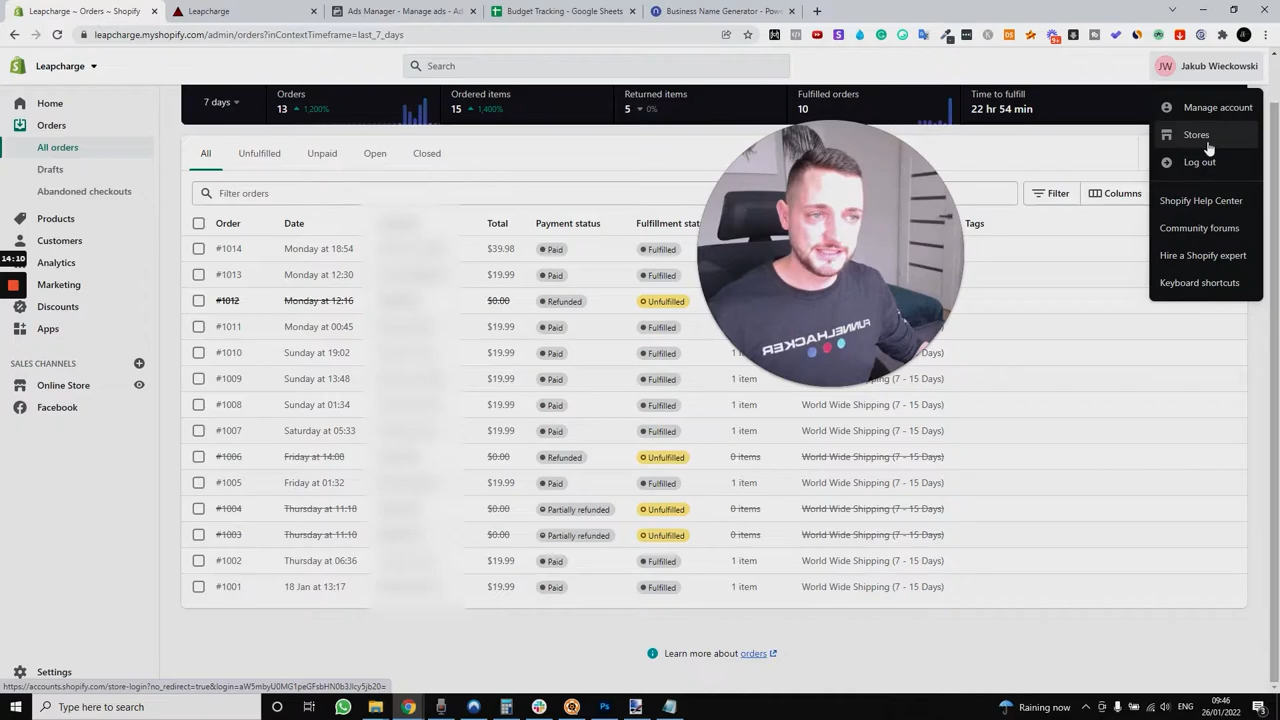 Leapcharge ~ Orders ~ Shopify
Leapcharge
Ads Manager - Manage ads - Ad
Budget Tracking - Google Sheets
Business Name Generator - Pow
leapcharge.myshopify.com/admin/orders?inContextTimeframe=last_7_days
Leapcharge
Search
JW Jakub Wieckowski
Home
Orders
All orders
Drafts
Abandoned checkouts
Products
Customers
Analytics
14:10
Marketing
Discounts
Apps
SALES CHANNELS
Online Store
Facebook
Settings
7 days
Orders
13 1,200%
Ordered items
15 1,400%
Returned items
5 0%
Fulfilled orders
10
Time to fulfill
22 hr 54 min
Manage account
Stores
Log out
Shopify Help Center
Community forums
Hire a Shopify expert
Keyboard shortcuts
All Unfulfilled Unpaid Open Closed
Filter orders
Filter
Columns
Order Date Total Payment status Fulfillment stat Tags
#1014 Monday at 18:54 $39.98 Paid Fulfilled
#1013 Monday at 12:30 $19.99 Paid Fulfilled
#1012 Monday at 12:16 $0.00 Refunded Unfulfilled
#1011 Monday at 00:45 $19.99 Paid Fulfilled
#1010 Sunday at 19:02 $19.99 Paid Fulfilled Days)
#1009 Sunday at 13:48 $19.99 Paid Fulfilled 1 item World Wide Shipping (7 - 15 Days)
#1008 Sunday at 01:34 $19.99 Paid Fulfilled 1 item World Wide Shipping (7 - 15 Days)
#1007 Saturday at 05:33 $19.99 Paid Fulfilled 1 item World Wide Shipping (7 - 15 Days)
#1006 Friday at 14:08 $0.00 Refunded Unfulfilled 0 items World Wide Shipping (7 - 15 Days)
#1005 Friday at 01:32 $19.99 Paid Fulfilled 1 item World Wide Shipping (7 - 15 Days)
#1004 Thursday at 11:18 $0.00 Partially refunded Unfulfilled 0 items World Wide Shipping (7 - 15 Days)
#1003 Thursday at 11:10 $0.00 Partially refunded Unfulfilled 0 items World Wide Shipping (7 - 15 Days)
#1002 Thursday at 06:36 $19.99 Paid Fulfilled 1 item World Wide Shipping (7 - 15 Days)
#1001 18 Jan at 13:17 $19.99 Paid Fulfilled 1 item World Wide Shipping (7 - 15 Days)
FUNNELHACKER
Learn more about orders
https://accounts.shopify.com/store-login?no_redirect=true&login=aW5mbyU0MG1peGFsbHN0b3JlLcy5jb20=
Type here to search
Raining now
ENG
09:46
26/01/2022